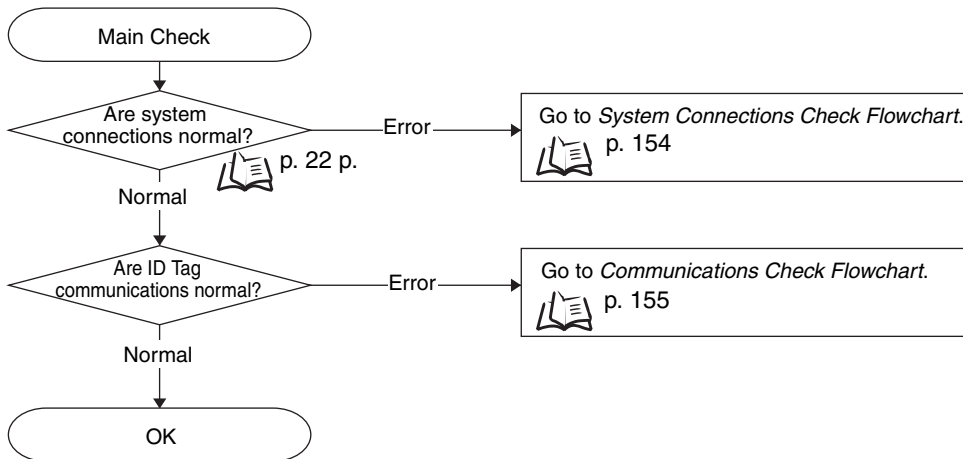 Main Check
Are system
connections normal?
Error
Go to System Connections Check Flowchart.
p. 154
p. 22 p.
Normal
Are ID Tag
communications normal?
Error
Go to Communications Check Flowchart.
p. 155
Normal
OK